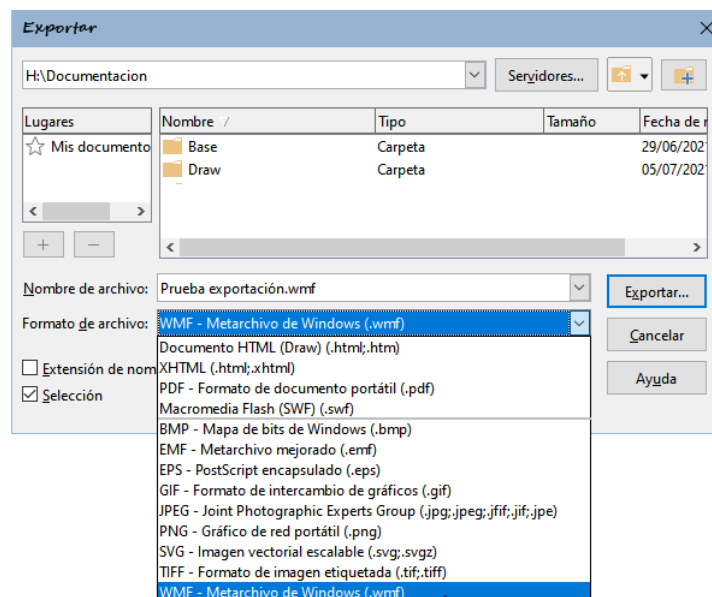 Exportar
H:\Documentacion
Servidores...
Lugares Nombre Tipo Tamaño Fecha de
Mis documento Base Carpeta 29/06/202
Draw Carpeta 05/07/202
Nombre de archivo: Prueba exportación.wmf Exportar...
Formato de archivo: WMF - Metarchivo de Windows (.wmf)
Cancelar
Documento HTML (Draw) (.html;.htm)
Extensión de nom XHTML (.html;.xhtml)
Ayuda
Selección PDF - Formato de documento portátil (.pdf)
Macromedia Flash (SWF) (.swf)
BMP - Mapa de bits de Windows (.bmp)
EMF - Metarchivo mejorado (.emf)
EPS - PostScript encapsulado (.eps)
GIF - Formato de intercambio de gráficos (.gif)
JPEG - Joint Photographic Experts Group (.jpg;.jpeg;.jfif;.jif;.jpe)
PNG - Gráfico de red portátil (.png)
SVG - Imagen vectorial escalable (.svg;.svgz)
TIFF - Formato de imagen etiquetada (.tif;.tiff)
WMF - Metarchivo de Windows (.wmf)